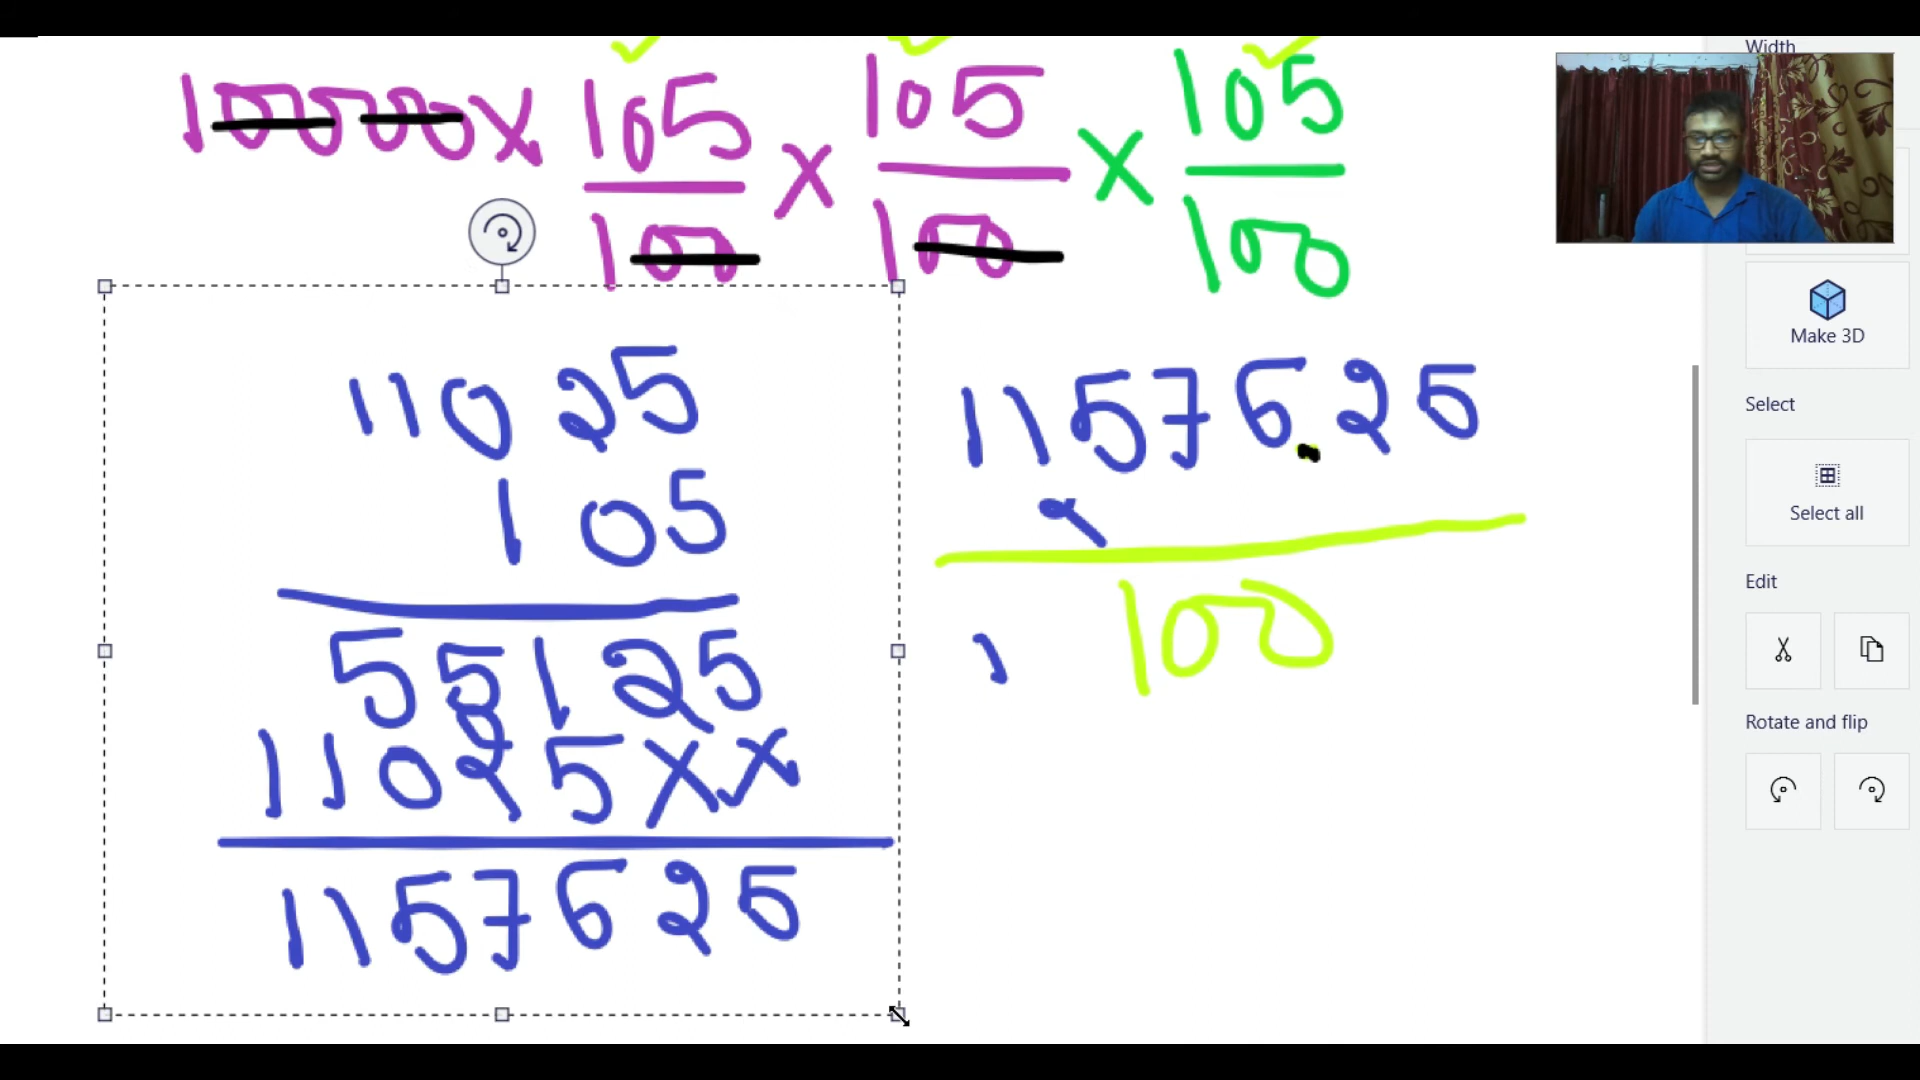 10000 x 105 x 105 x 105
100 100 100
11025
105
55125
11025xx
1157625
11576.25
100
Width
Make 3D
Select
Select all
Edit
Rotate and flip